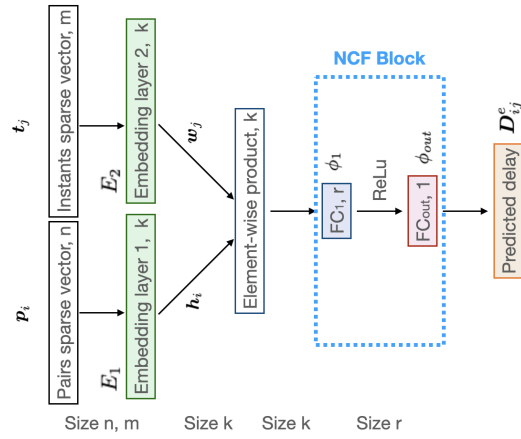 p_i
t_j
Pairs sparse vector, n
Instants sparse vector, m
Size n, m
E_1
E_2
Embedding layer 1, k
Embedding layer 2, k
Size k
h_i
w_j
Element-wise product, k
Size k
NCF Block
FC_1, r
ϕ_1
Size r
ReLu
FC_out, 1
ϕ_out
Predicted delay
D^e_ij